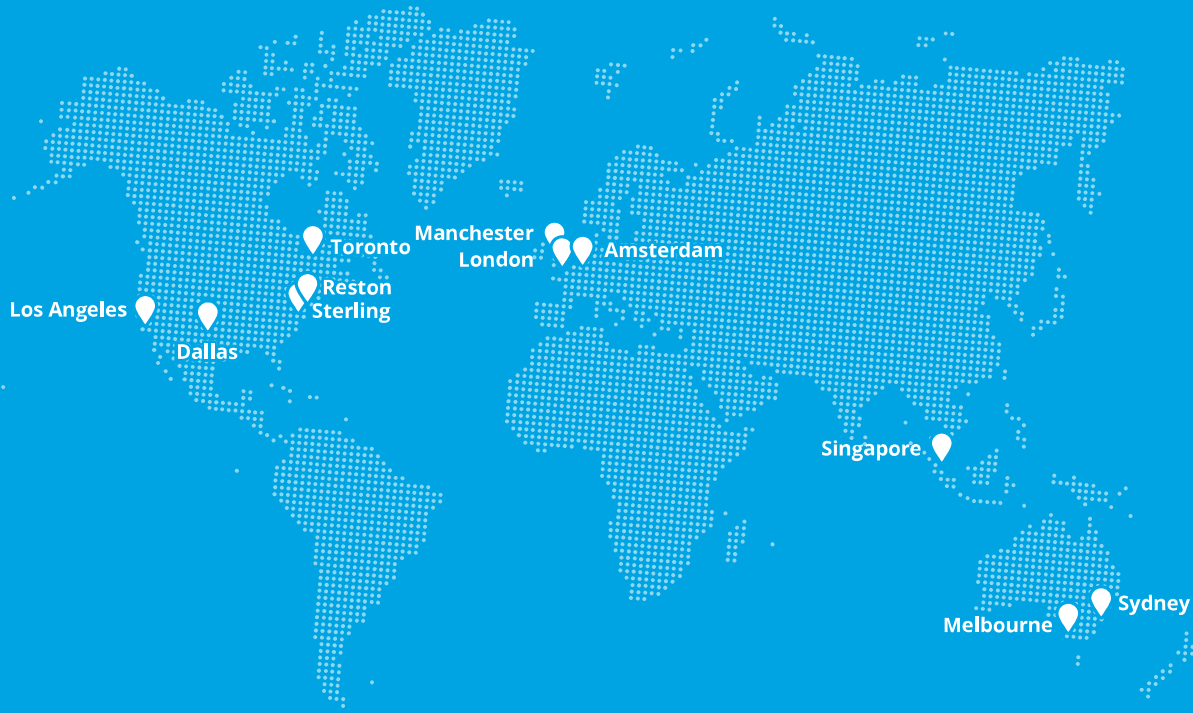 Manchester
Toronto
Amsterdam
London
Reston
Los Angeles
Sterling
Dallas
Singapore
Sydney
Melbourne